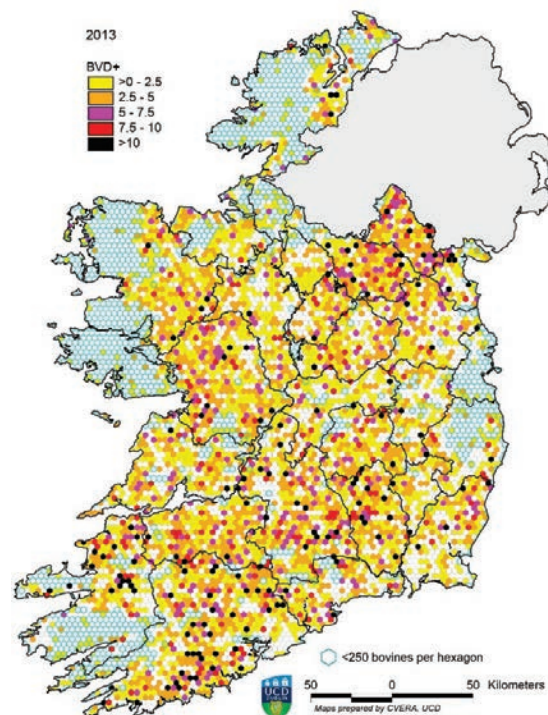 2013
BVD+
>0 - 2.5
2.5 - 5
5 - 7.5
7.5 - 10
>10
<250 bovines per hexagon
UCD
DUBLIN
50 0 50 Kilometers
Maps prepared by CVERA, UCD